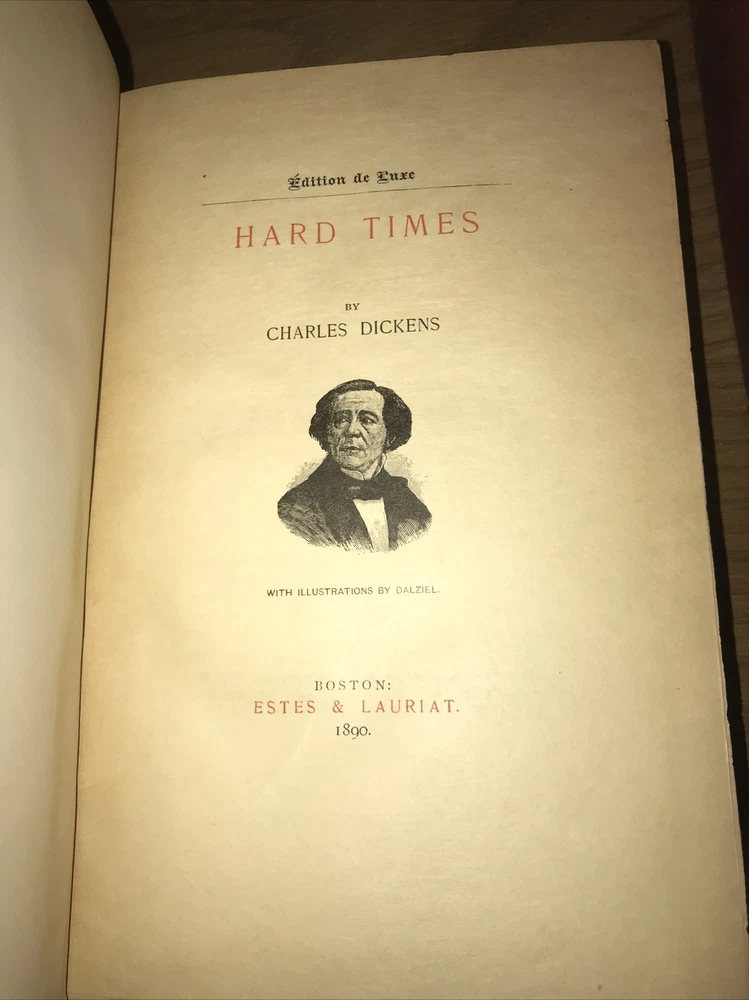 Édition de Luxe
HARD TIMES
BY
CHARLES DICKENS
WITH ILLUSTRATIONS BY DALZIEL.
BOSTON:
ESTES & LAURIAT.
1890.